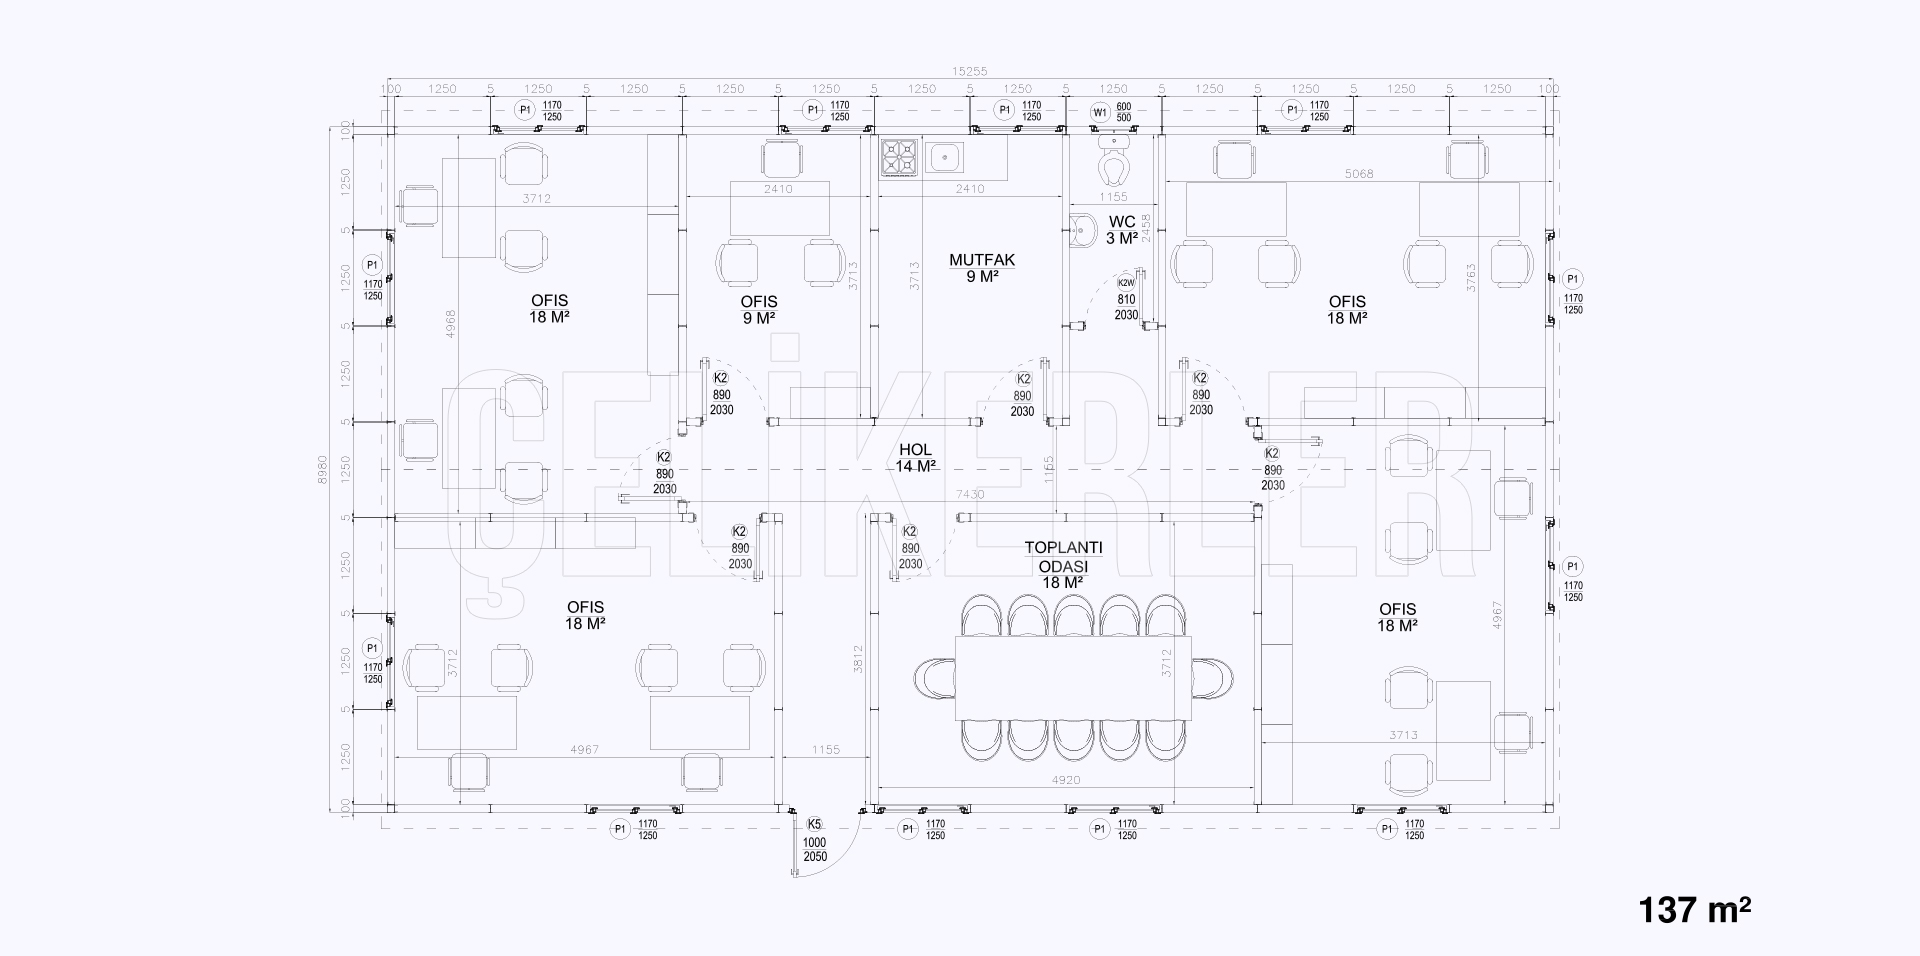 15255
100 1250 5 1250 5 1250 5 1250 5 1250 5 1250 5 1250 5 1250 5 1250 5 1250 5 1250 5 1250 100
P1 1170 1250
P1 1170 1250
P1 1170 1250
W1 600 500
P1 1170 1250
8980
100
1250
5
1250
5
1250
5
1250
5
1250
5
1250
5
1250
100
P1
1170
1250
P1
1170
1250
3712
4968
OFIS
18 M²
2410
3713
OFIS
9 M²
2410
3713
MUTFAK
9 M²
1155
2458
WC
3 M²
K2W
810
2030
5068
3763
OFIS
18 M²
P1
1170
1250
K2
890
2030
K2
890
2030
K2
890
2030
ÇELiKERLER
K2
890
2030
HOL
14 M²
1155
7430
K2
890
2030
K2
890
2030
K2
890
2030
TOPLANTI
ODASI
18 M²
P1
1170
1250
OFIS
18 M²
3712
4967
3812
1155
3712
4920
OFIS
18 M²
4967
3713
P1 1170 1250
K5
1000
2050
P1 1170 1250
P1 1170 1250
P1 1170 1250
137 m²